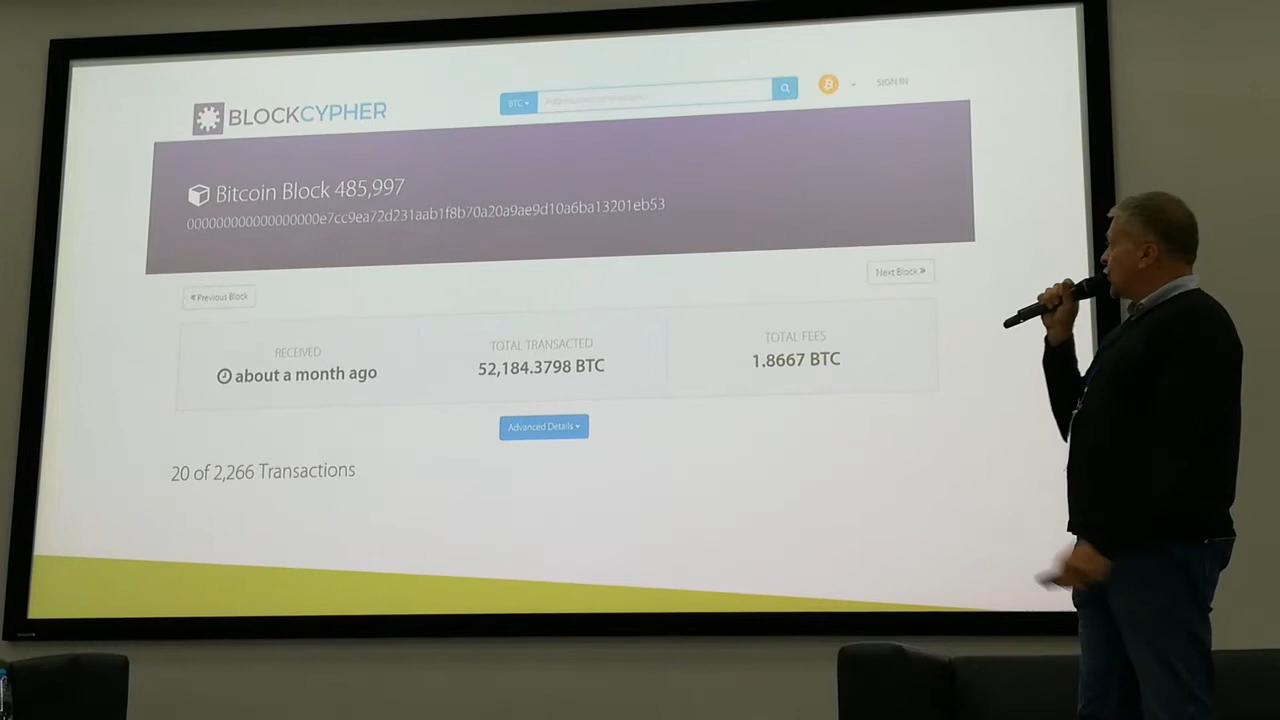 BLOCKCYPHER
BTC
SIGN IN
Bitcoin Block 485,997
000000000000000000e7cc9ea72d231aab1f8b70a20a9ae9d10a6ba13201eb53
« Previous Block
Next Block »
RECEIVED
about a month ago
TOTAL TRANSACTED
52,184.3798 BTC
TOTAL FEES
1.8667 BTC
Advanced Details
20 of 2,266 Transactions